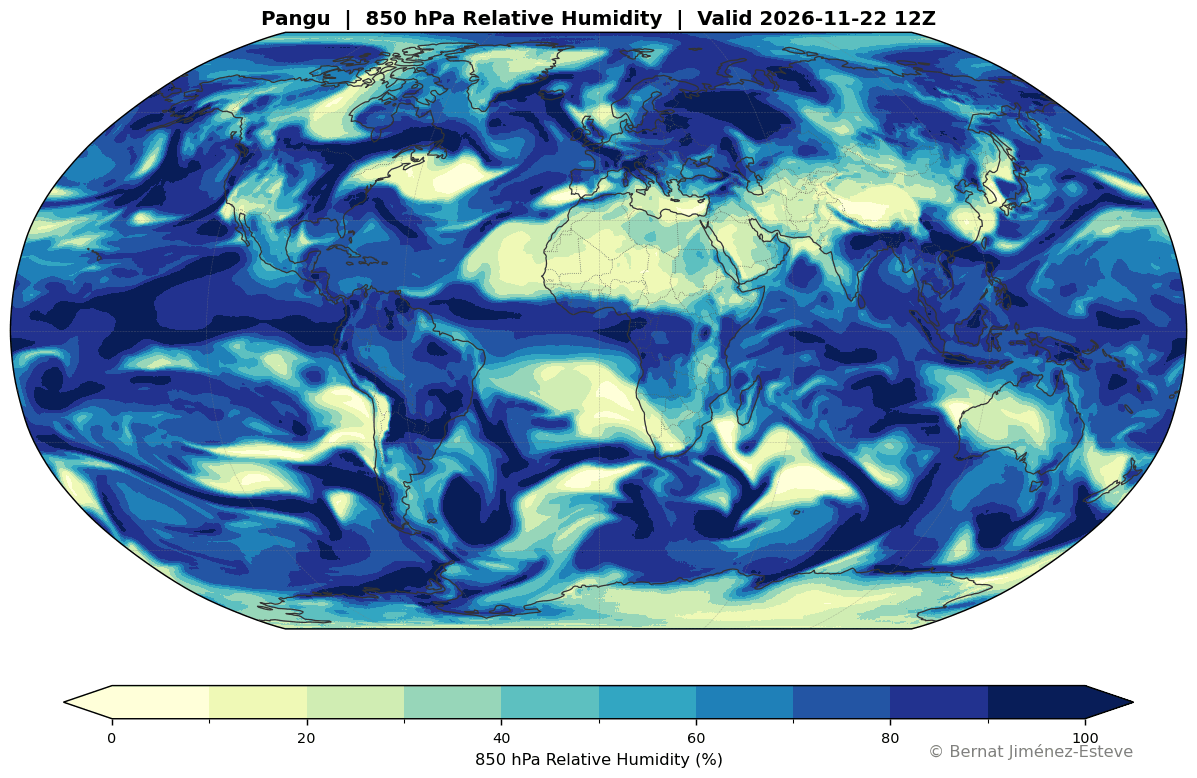 Pangu | 850 hPa Relative Humidity | Valid 2026-11-22 12Z
0 20 40 60 80 100
850 hPa Relative Humidity (%)
© Bernat Jiménez-Esteve